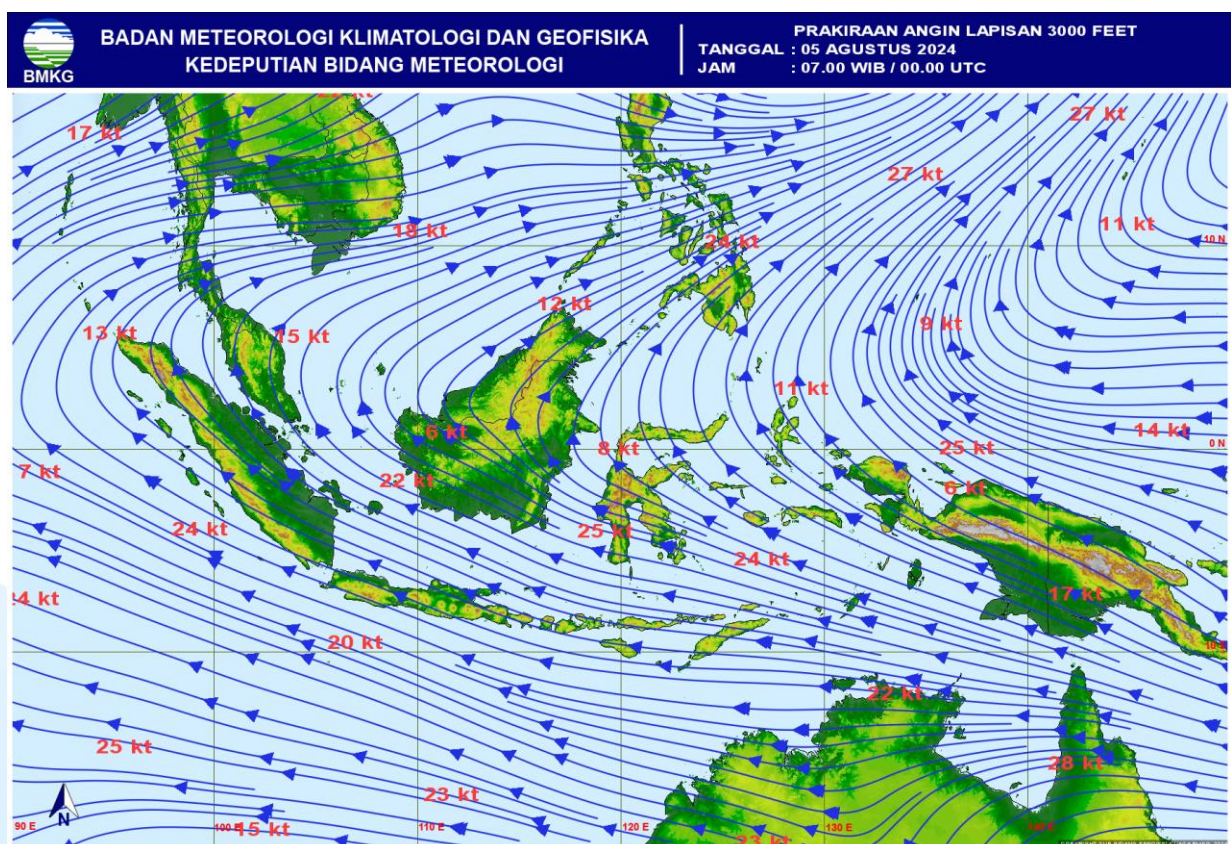 BMKG
BADAN METEOROLOGI KLIMATOLOGI DAN GEOFISIKA
KEDEPUTIAN BIDANG METEOROLOGI
PRAKIRAAN ANGIN LAPISAN 3000 FEET
TANGGAL : 05 AGUSTUS 2024
JAM : 07.00 WIB / 00.00 UTC
17 kt
27 kt
27 kt
18 kt
24 kt
11 kt
10 N
12 kt
13 kt
15 kt
9 kt
11 kt
6 kt
14 kt
0 N
8 kt
25 kt
7 kt
22 kt
6 kt
24 kt
25 kt
24 kt
17 kt
20 kt
22 kt
25 kt
28 kt
23 kt
N
90 E
100 E
15 kt
110 E
120 E
23 kt
130 E